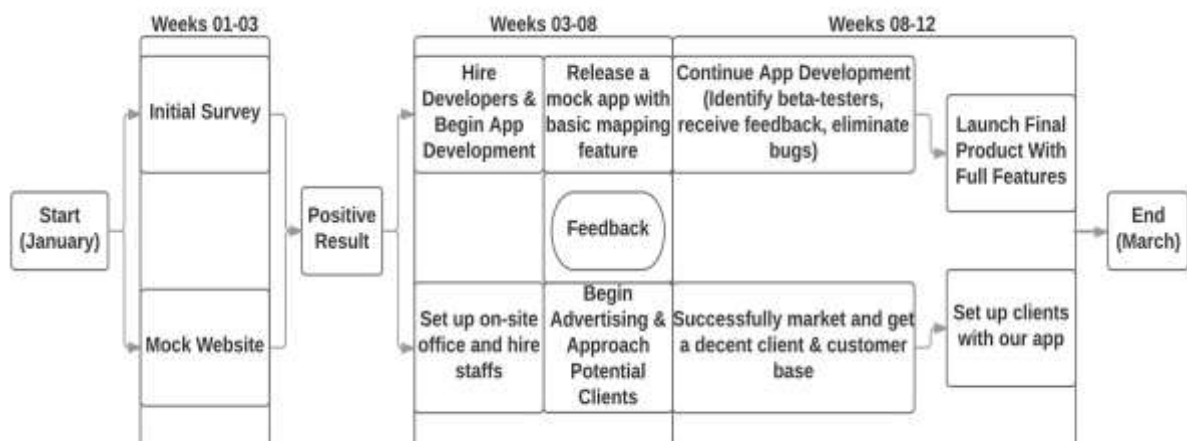 Weeks 01-03
Weeks 03-08
Weeks 08-12
Start
(January)
Initial Survey
Mock Website
Positive
Result
Hire
Developers &
Begin App
Development
Release a
mock app with
basic mapping
feature
Continue App Development
(Identify beta-testers,
receive feedback, eliminate
bugs)
Launch Final
Product With
Full Features
Feedback
Set up on-site
office and hire
staffs
Begin
Advertising &
Approach
Potential
Clients
Successfully market and get
a decent client & customer
base
Set up clients
with our app
End
(March)